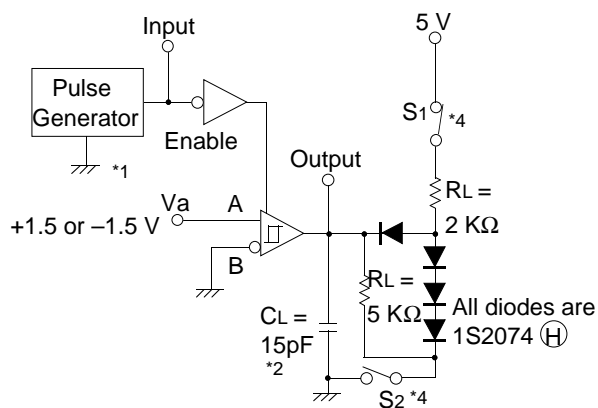 Input
5 V
Pulse
Generator
*1
Enable
S1 *4
Output
RL =
2 KΩ
Va
+1.5 or –1.5 V
A
B
RL =
5 KΩ
CL =
15pF
*2
All diodes are
1S2074 Ⓗ
S2 *4